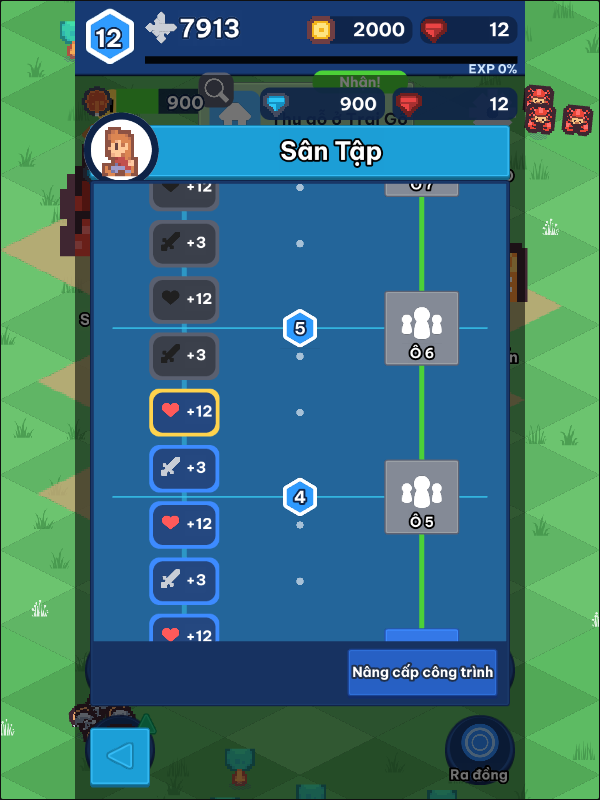 12 7913 2000 12
EXP 0%
Nhận!
900 900 12
Sân Tập
+12 Ô 7
+3
+12
5 Ô 6
+3
+12
+3
4 Ô 5
+12
+3
+12
Nâng cấp công trình
Ra đồng